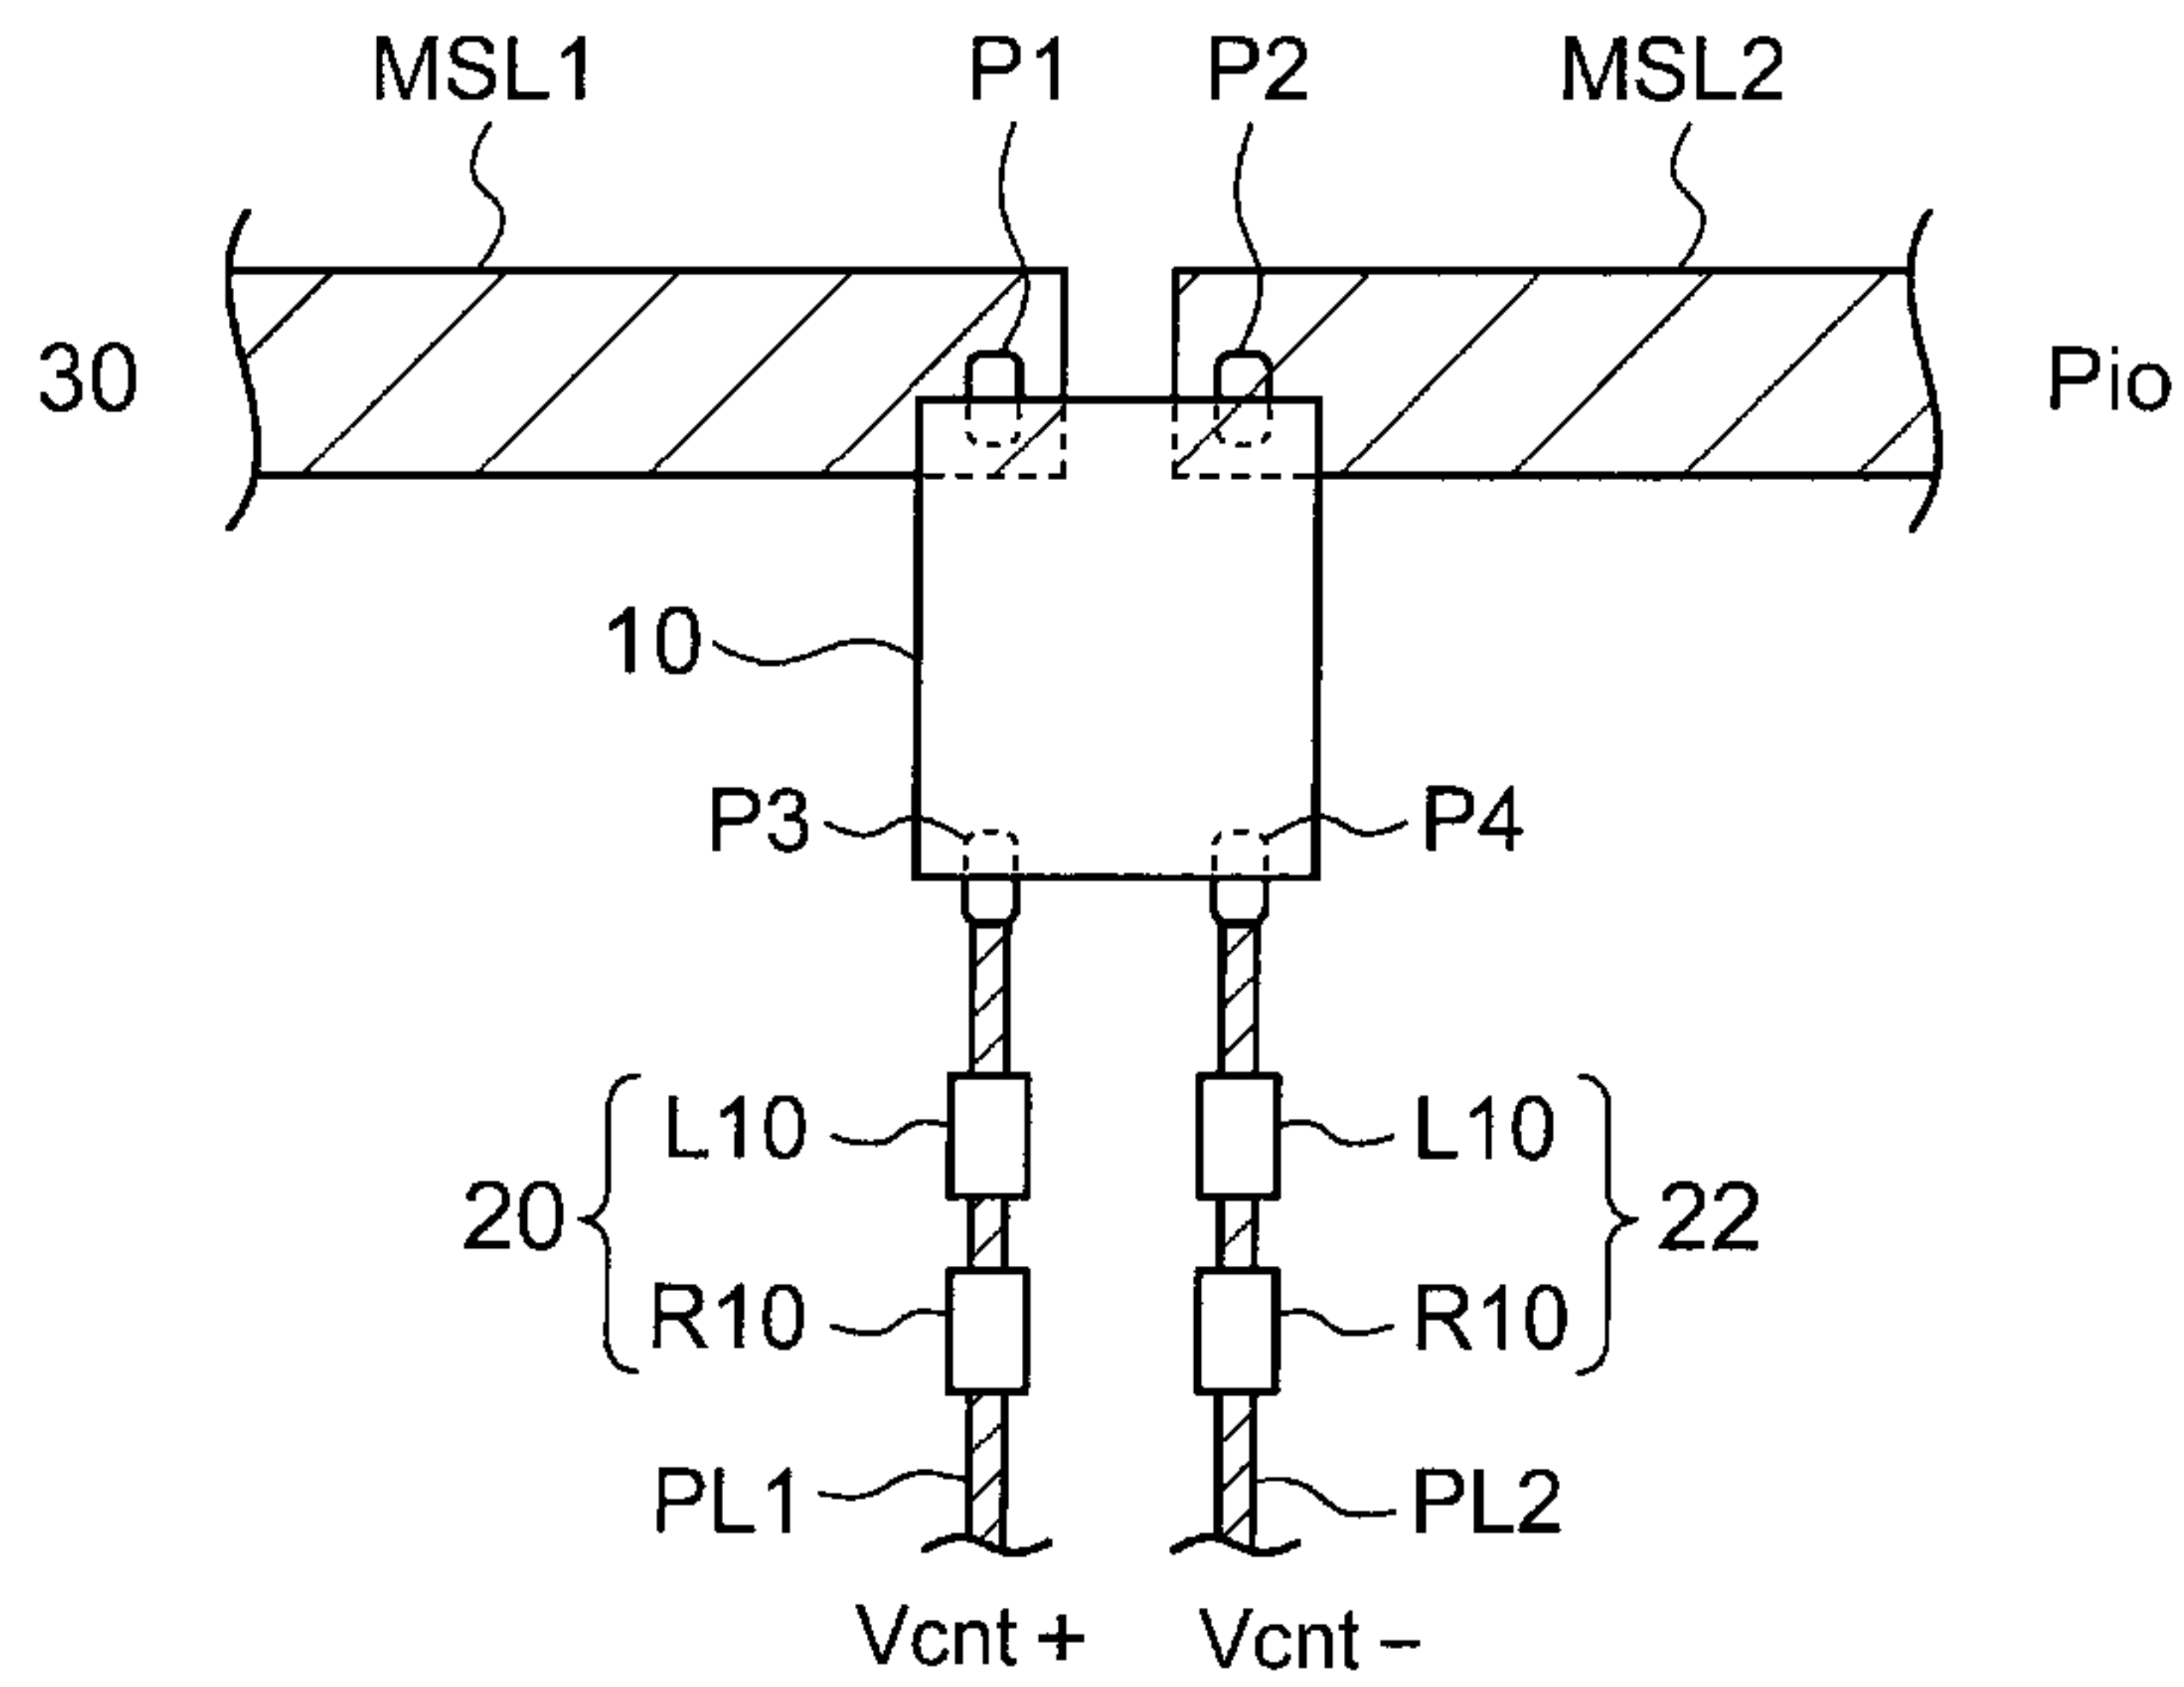 MSL1 P1 P2 MSL2
30 Pio
10
P3 P4
L10 L10
20 22
R10 R10
PL1 PL2
Vcnt + Vcnt −